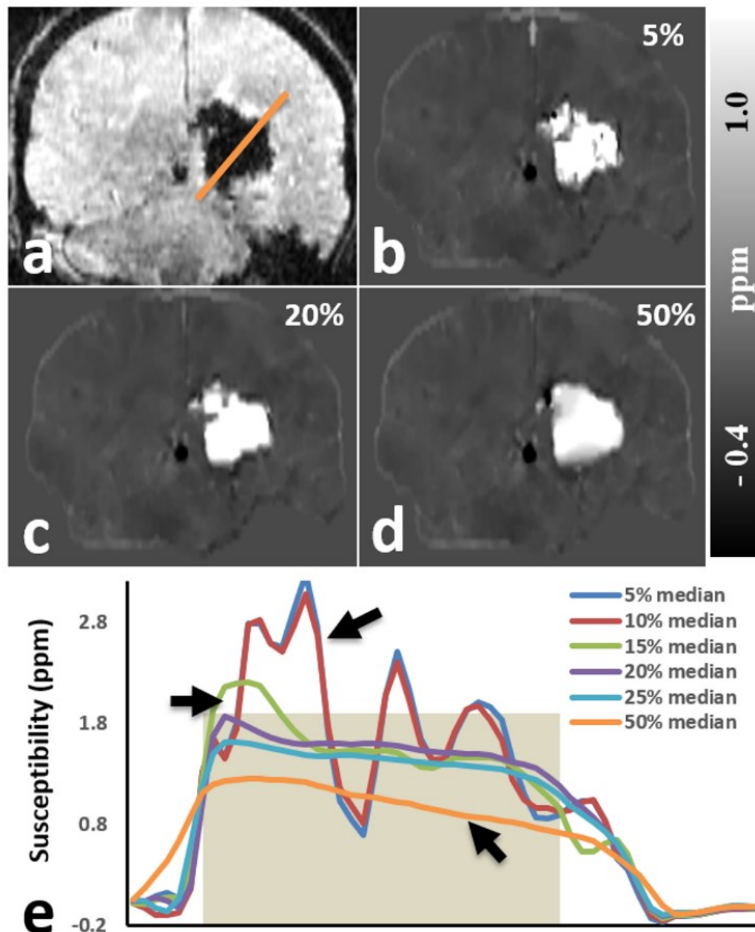 a
b
5%
1.0
ppm
- 0.4
c
20%
d
50%
e
Susceptibility (ppm)
2.8
1.8
0.8
-0.2
5% median
10% median
15% median
20% median
25% median
50% median